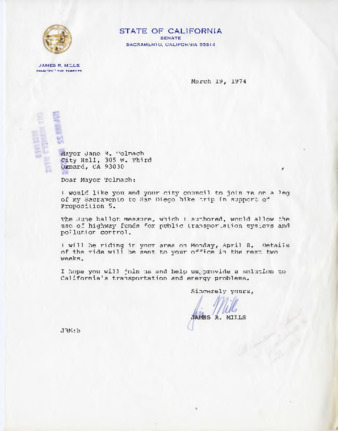 STATE OF CALIFORNIA
SENATE
SACRAMENTO, CALIFORNIA 95814
JAMES R. MILLS
March 19, 1974
Mayor Jane M. Tolmach
City Hall, 305 W. Third
Oxnard, CA 93030
Dear Mayor Tolmach:
I would like you and your city council to join me on a leg
of my Sacramento to San Diego bike trip in support of
Proposition 5.
The June ballot measure, which I authored, would allow the
use of highway funds for public transportation systems and
pollution control.
I will be riding in your area on Monday, April 8. Details
of the ride will be sent to your office in the next two
weeks.
I hope you will join us and help us provide a solution to
California's transportation and energy problems.
Sincerely yours,
Jim Mills
JAMES R. MILLS
JRM:b